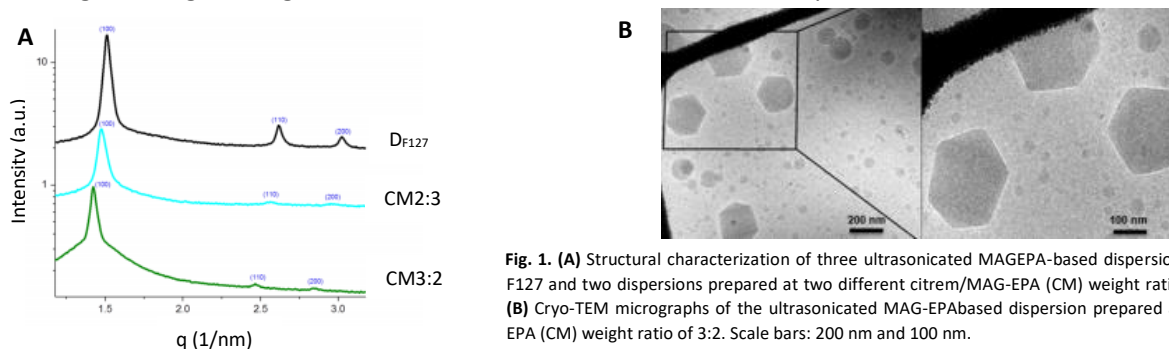 A
(100)
10
(110)
(200)
DF127
(100)
1
(110)
(200)
CM2:3
(100)
(110)
(200)
CM3:2
Intensity (a.u.)
1.5
2.0
2.5
3.0
q (1/nm)
B
200 nm
100 nm
Fig. 1. (A) Structural characterization of three ultrasonicated MAGEPA-based dispersio
F127 and two dispersions prepared at two different citrem/MAG-EPA (CM) weight rati
(B) Cryo-TEM micrographs of the ultrasonicated MAG-EPAbased dispersion prepared
EPA (CM) weight ratio of 3:2. Scale bars: 200 nm and 100 nm.